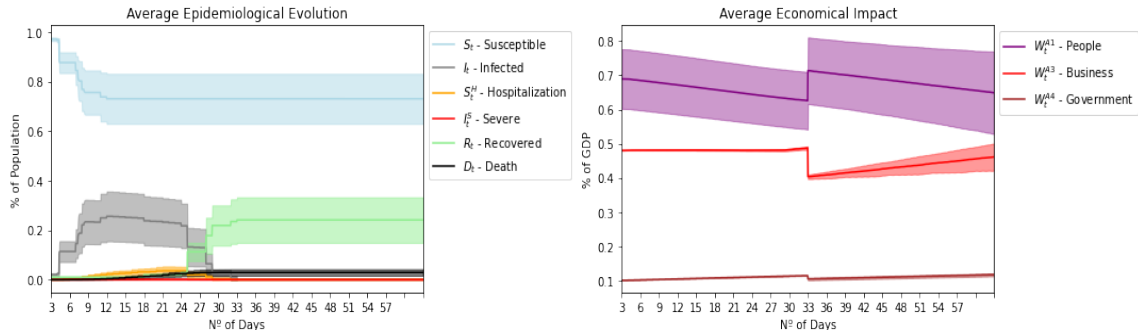 Average Epidemiological Evolution
% of Population
1.0
0.8
0.6
0.4
0.2
0.0
3 6 9 12 15 18 21 24 27 30 33 36 39 42 45 48 51 54 57
Nº of Days
S_t - Susceptible
I_t - Infected
S_t^H - Hospitalization
I_t^S - Severe
R_t - Recovered
D_t - Death
Average Economical Impact
% of GDP
0.8
0.7
0.6
0.5
0.4
0.3
0.2
0.1
3 6 9 12 15 18 21 24 27 30 33 36 39 42 45 48 51 54 57
Nº of Days
W_t^A1 - People
W_t^A3 - Business
W_t^A4 - Government